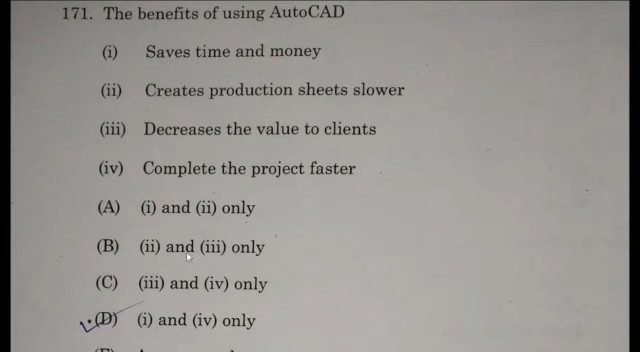 171. The benefits of using AutoCAD
(i) Saves time and money
(ii) Creates production sheets slower
(iii) Decreases the value to clients
(iv) Complete the project faster
(A) (i) and (ii) only
(B) (ii) and (iii) only
(C) (iii) and (iv) only
(D) (i) and (iv) only